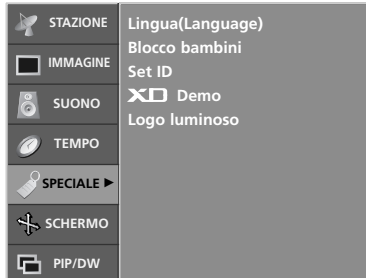 STAZIONE
IMMAGINE
SUONO
TEMPO
SPECIALE ►
SCHERMO
PIP/DW
Lingua(Language)
Blocco bambini
Set ID
XD Demo
Logo luminoso